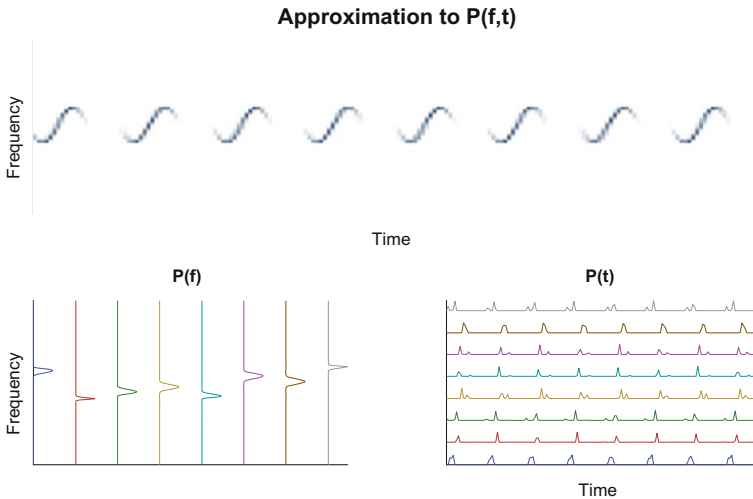 Approximation to P(f,t)
Frequency
Time
P(f)
P(t)
Frequency
Time